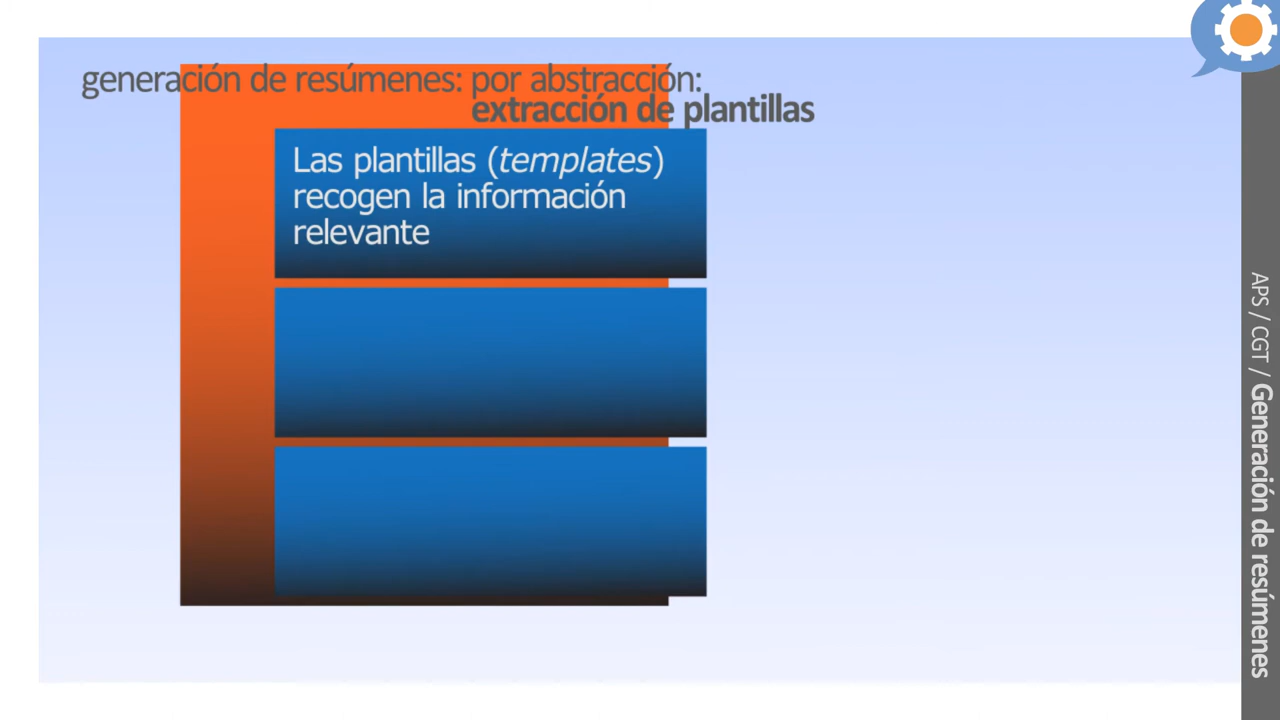 generación de resúmenes: por abstracción:
extracción de plantillas
Las plantillas (templates)
recogen la información
relevante
APS / CGT / Generación de resúmenes